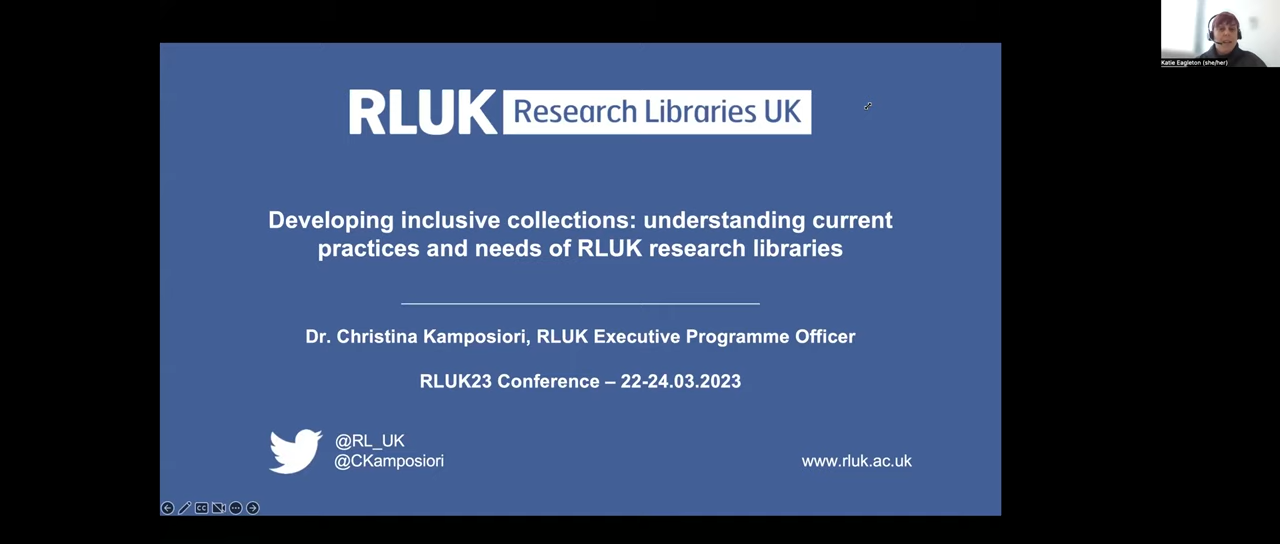 Katie Eagleton (she/her)
RLUK Research Libraries UK
Developing inclusive collections: understanding current
practices and needs of RLUK research libraries
Dr. Christina Kamposiori, RLUK Executive Programme Officer
RLUK23 Conference – 22-24.03.2023
@RL_UK
@CKamposiori
www.rluk.ac.uk
CC